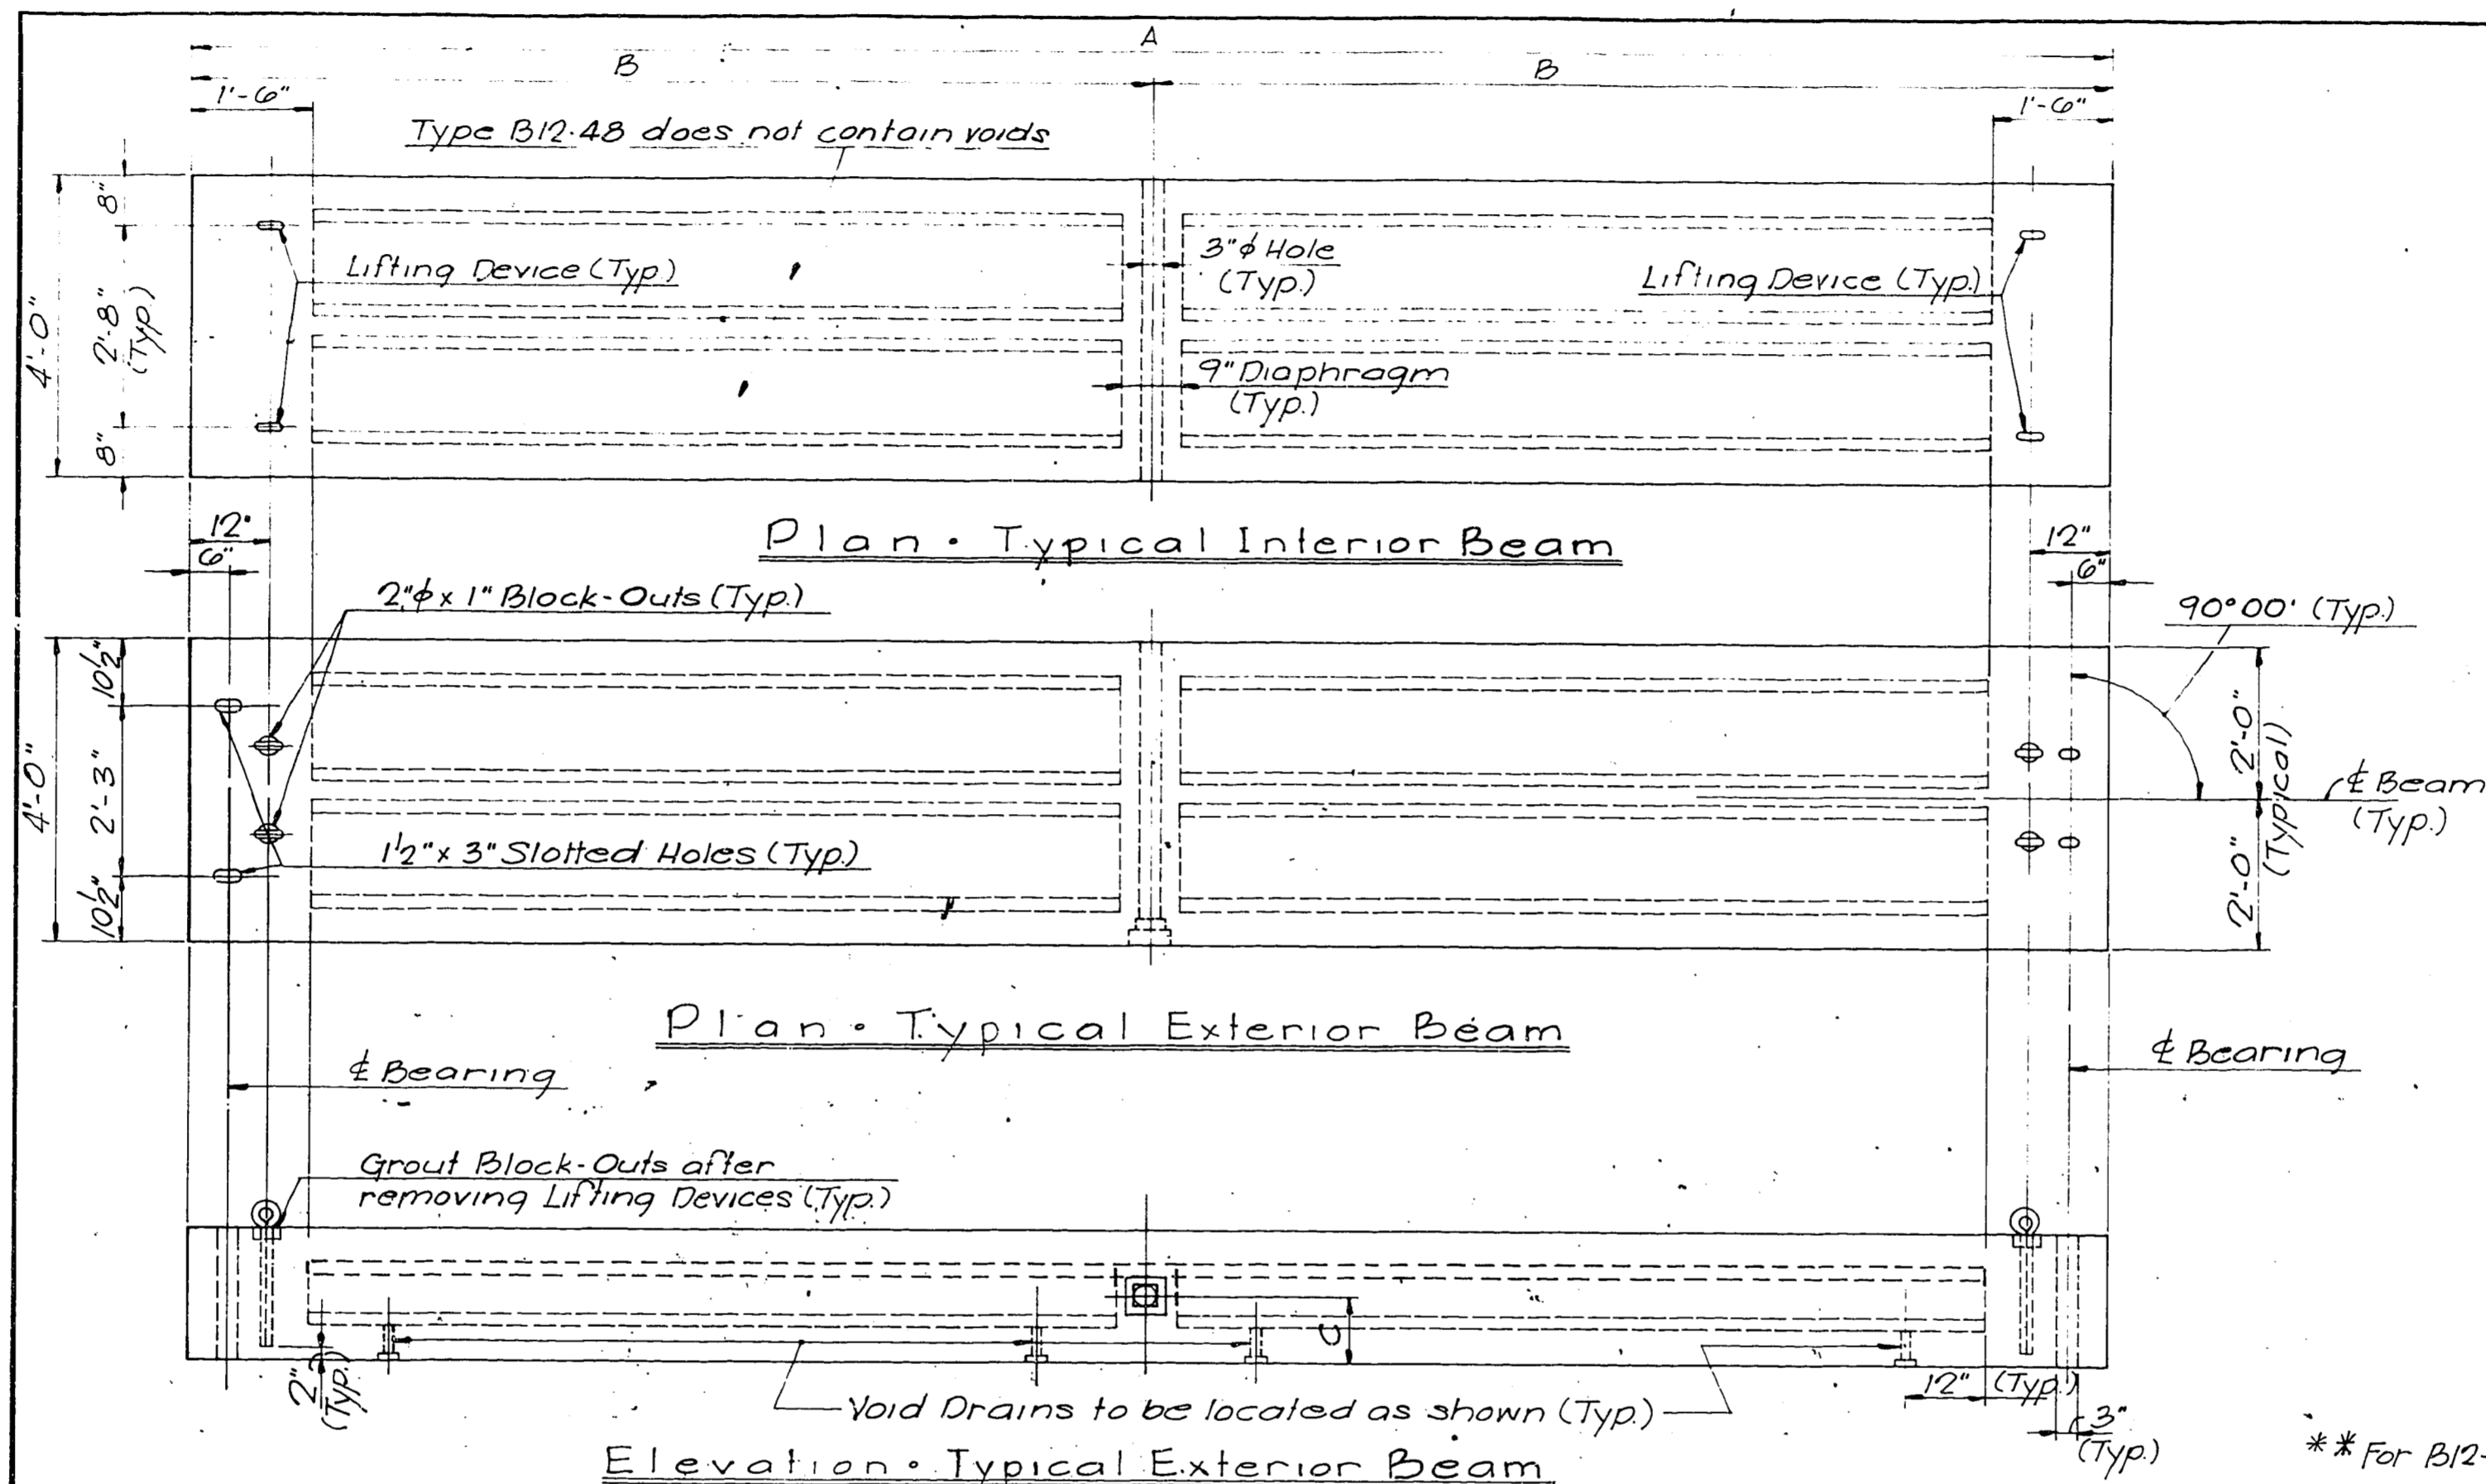 A
B
B
1'-6"
1'-6"
Type B12-48 does not contain voids
8"
2'-8"
(Typ.)
8"
4'-0"
Lifting Device (Typ.)
3"ϕ Hole
(Typ.)
Lifting Device (Typ.)
9" Diaphragm
(Typ.)
Plan • Typical Interior Beam
12"
6"
12"
6"
2"ϕ x 1" Block-Outs (Typ.)
90°00' (Typ.)
10½"
2'-3"
10½"
4'-0"
1½" x 3" Slotted Holes (Typ.)
2'-0"
2'-0"
(Typical)
℄ Beam
(Typ.)
Plan • Typical Exterior Beam
℄ Bearing
℄ Bearing
Grout Block-Outs after
removing Lifting Devices (Typ.)
C
2"
(Typ.)
Void Drains to be located as shown (Typ.)
12" (Typ.)
3"
(Typ.)
Elevation • Typical Exterior Beam
** For B12-